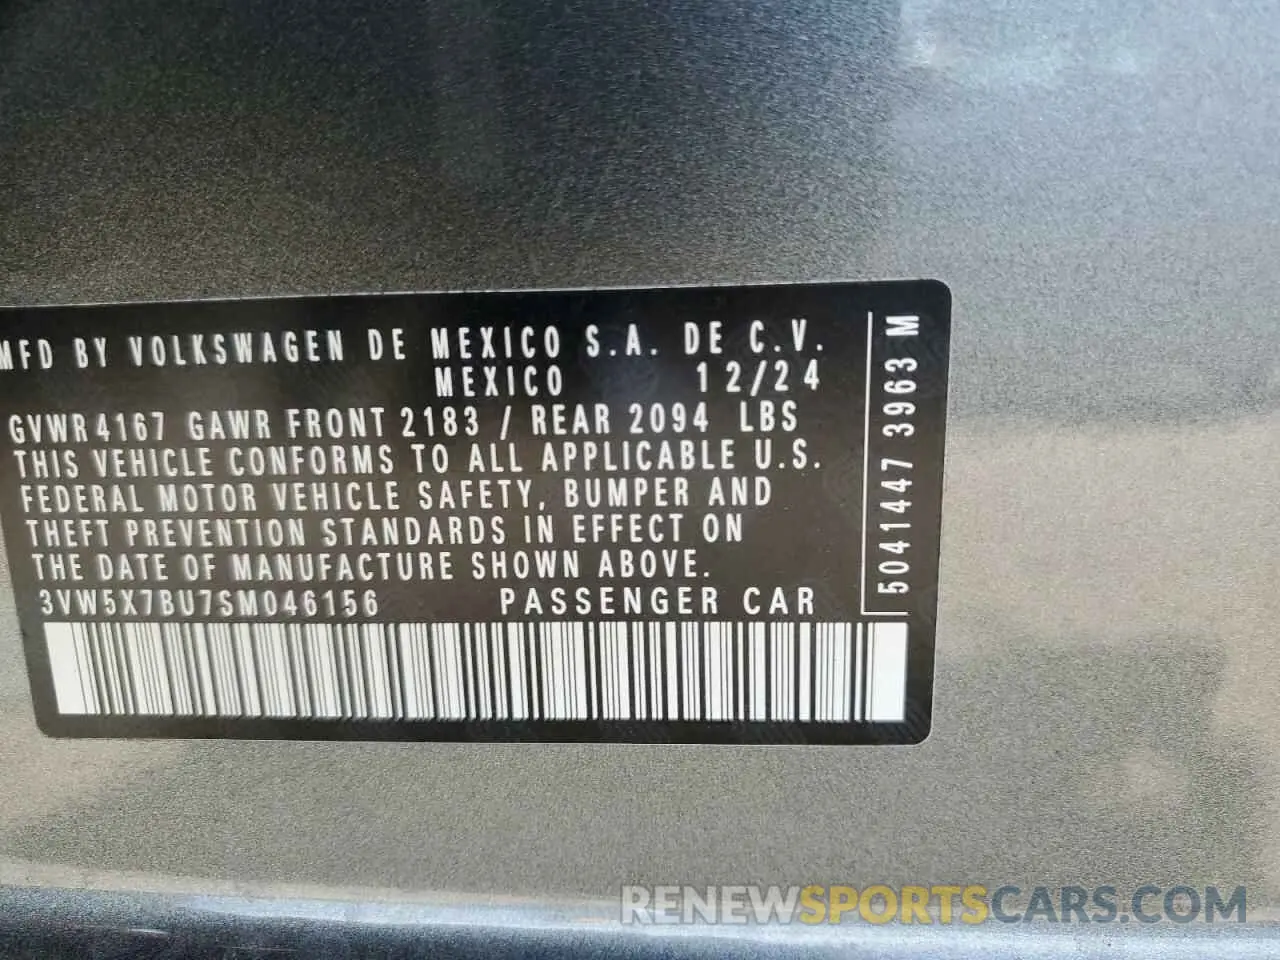 MFD BY VOLKSWAGEN DE MEXICO S.A. DE C.V.
MEXICO 12/24
GVWR 4167 GAWR FRONT 2183 / REAR 2094 LBS
THIS VEHICLE CONFORMS TO ALL APPLICABLE U.S.
FEDERAL MOTOR VEHICLE SAFETY, BUMPER AND
THEFT PREVENTION STANDARDS IN EFFECT ON
THE DATE OF MANUFACTURE SHOWN ABOVE.
3VW5X7BU7SM046156 PASSENGER CAR
5041447 3963 M
RENEWSPORTSCARS.COM